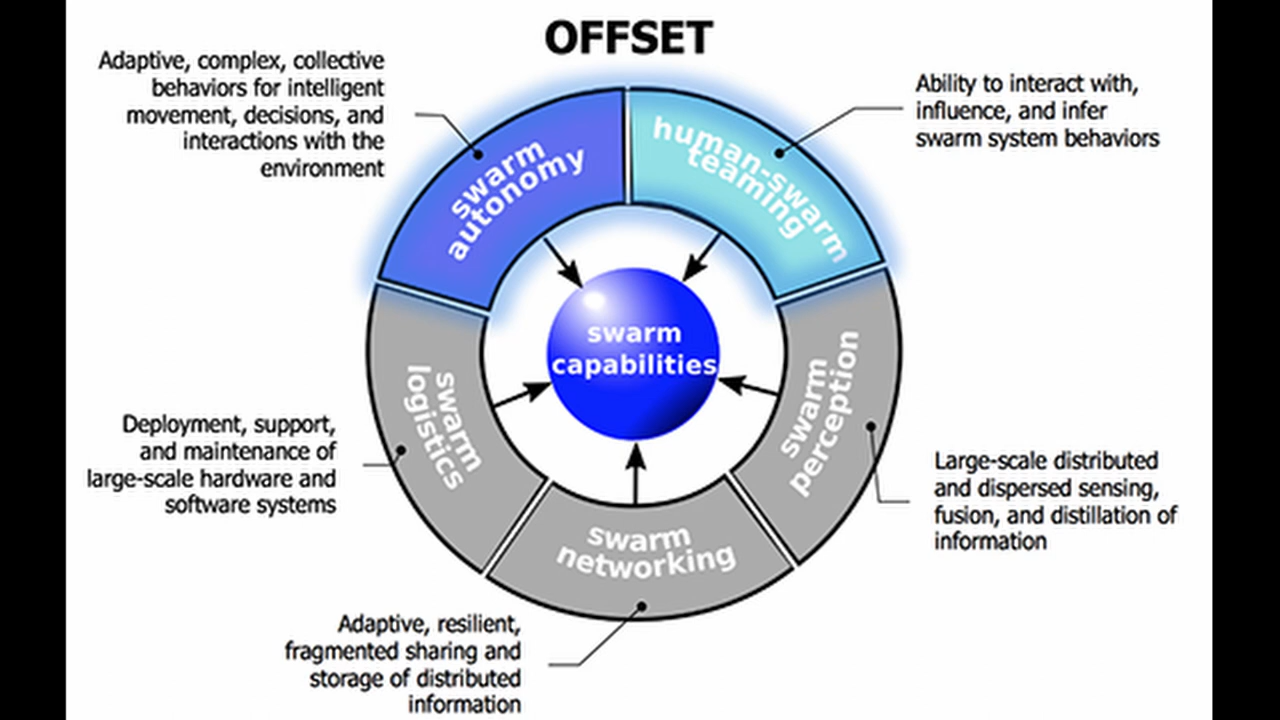 OFFSET
Adaptive, complex, collective
behaviors for intelligent
movement, decisions, and
interactions with the
environment
Ability to interact with,
influence, and infer
swarm system behaviors
swarm
autonomy
human-swarm
teaming
swarm
capabilities
swarm
logistics
swarm
perception
Deployment, support,
and maintenance of
large-scale hardware and
software systems
Large-scale distributed
and dispersed sensing,
fusion, and distillation of
information
swarm
networking
Adaptive, resilient,
fragmented sharing and
storage of distributed
information